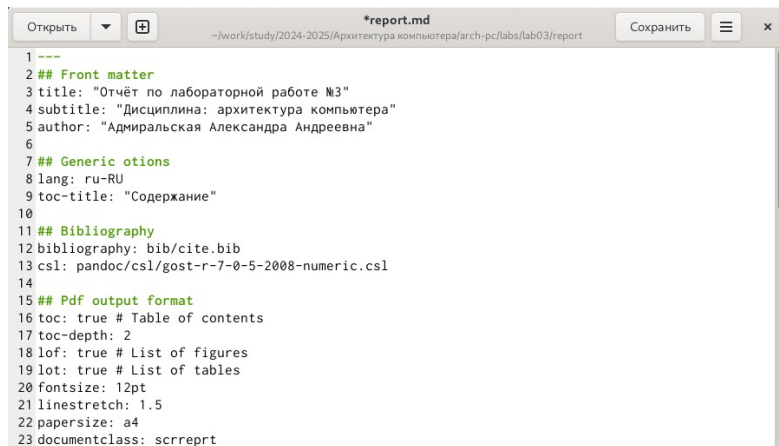 Открыть
*report.md
~/work/study/2024-2025/Архитектура компьютера/arch-pc/labs/lab03/report
Сохранить
1 ---
2 ## Front matter
3 title: "Отчёт по лабораторной работе №3"
4 subtitle: "Дисциплина: архитектура компьютера"
5 author: "Адмиральская Александра Андреевна"
6
7 ## Generic otions
8 lang: ru-RU
9 toc-title: "Содержание"
10
11 ## Bibliography
12 bibliography: bib/cite.bib
13 csl: pandoc/csl/gost-r-7-0-5-2008-numeric.csl
14
15 ## Pdf output format
16 toc: true # Table of contents
17 toc-depth: 2
18 lof: true # List of figures
19 lot: true # List of tables
20 fontsize: 12pt
21 linestretch: 1.5
22 papersize: a4
23 documentclass: scrreprt